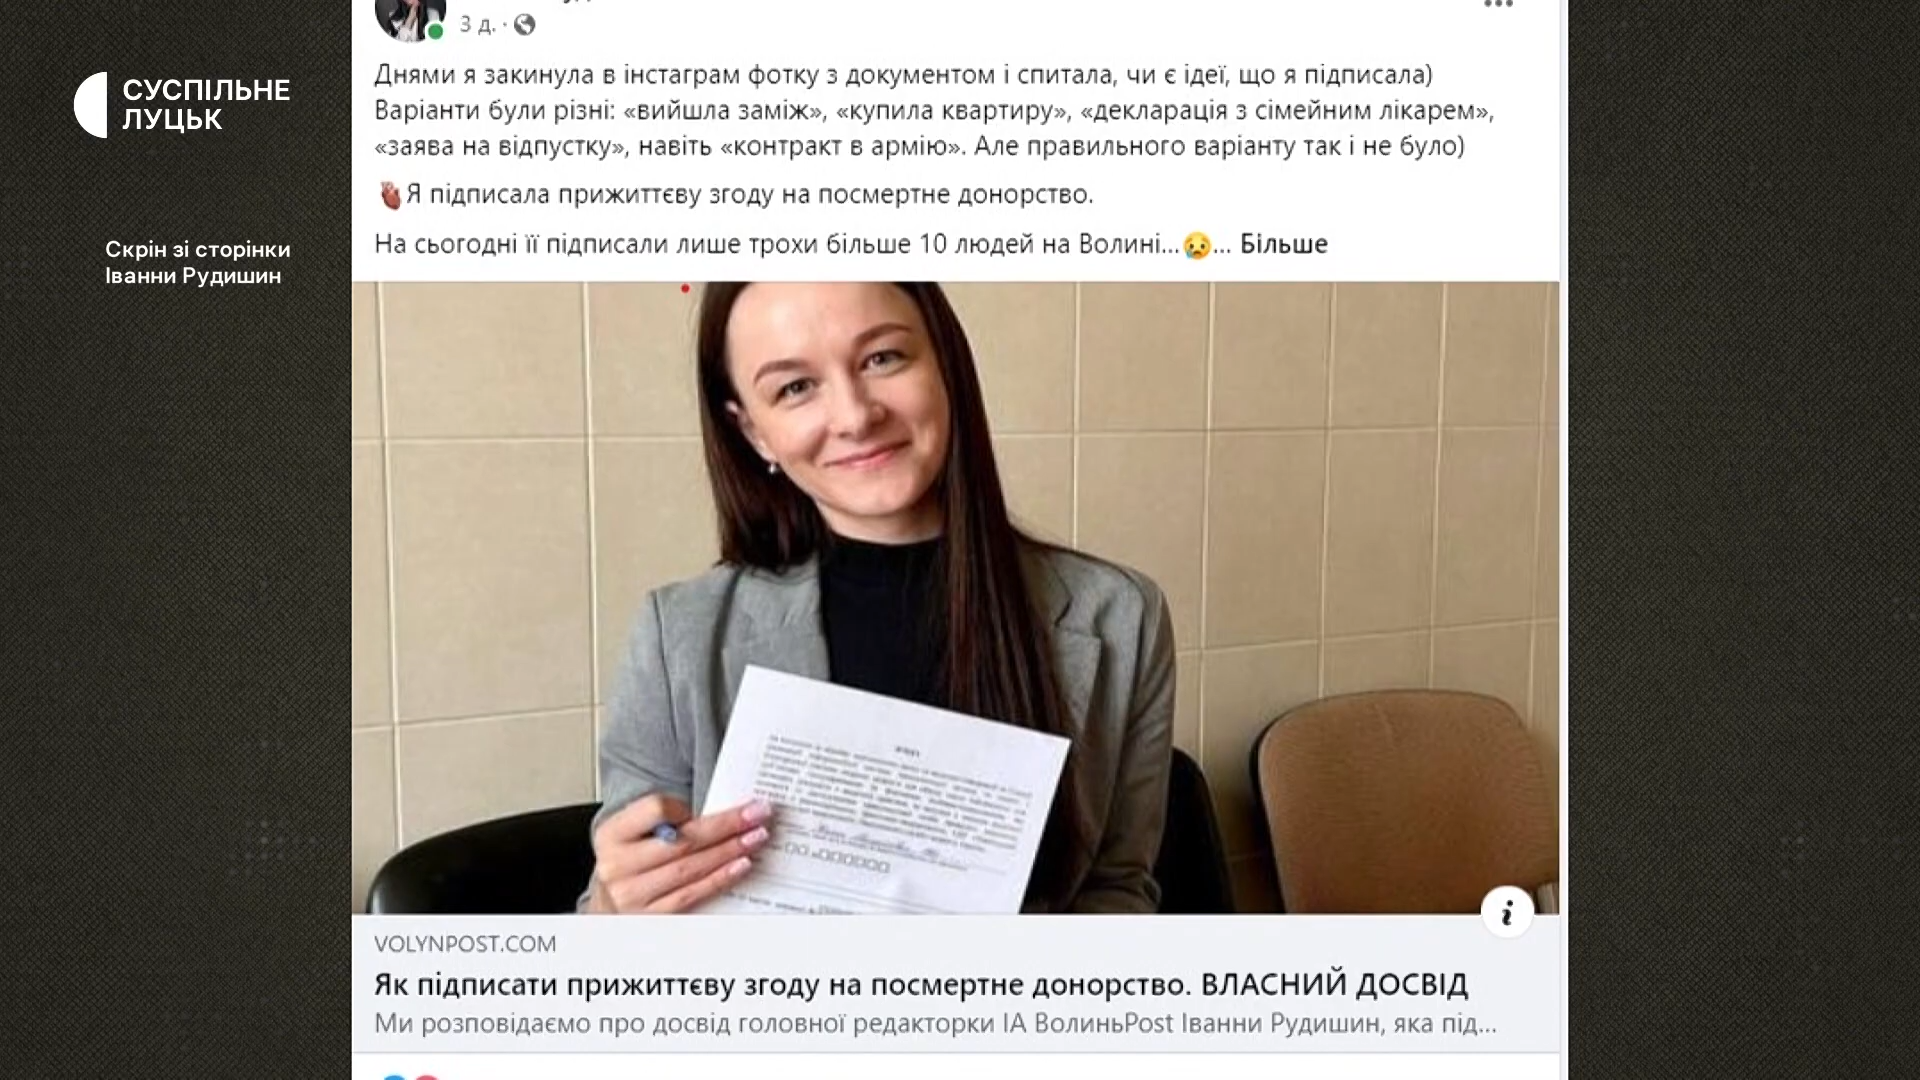 СУСПІЛЬНЕ
ЛУЦЬК
Скрін зі сторінки
Іванни Рудишин
3 д. ·
Днями я закинула в інстаграм фотку з документом і спитала, чи є ідеї, що я підписала)
Варіанти були різні: «вийшла заміж», «купила квартиру», «декларація з сімейним лікарем»,
«заява на відпустку», навіть «контракт в армію». Але правильного варіанту так і не було)
Я підписала прижиттєву згоду на посмертне донорство.
На сьогодні її підписали лише трохи більше 10 людей на Волині...😥... Більше
VOLYNPOST.COM
Як підписати прижиттєву згоду на посмертне донорство. ВЛАСНИЙ ДОСВІД
Ми розповідаємо про досвід головної редакторки ІА ВолиньPost Іванни Рудишин, яка під...